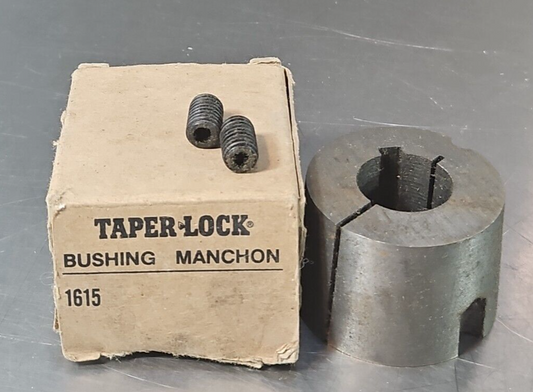 TAPER-LOCK®
BUSHING MANCHON
1615